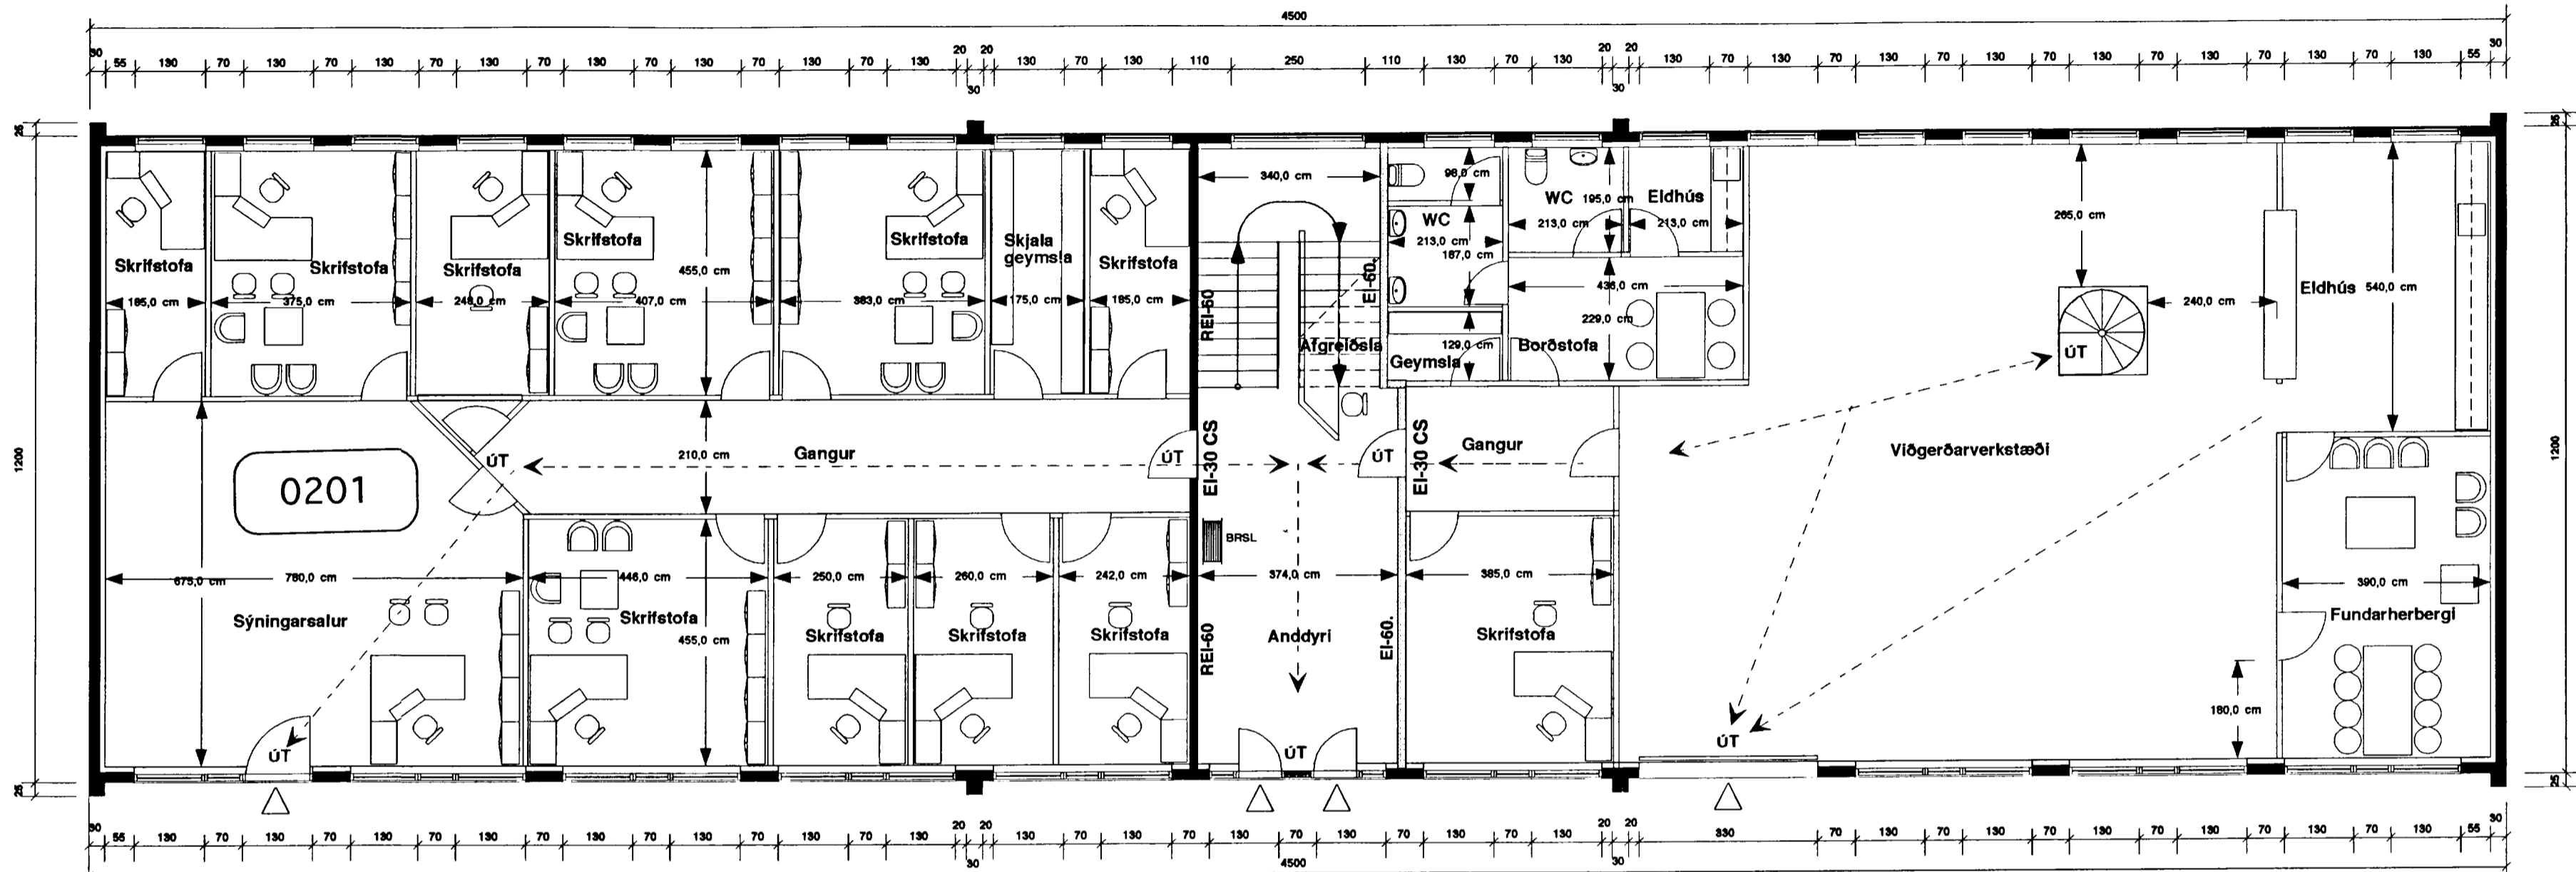 4500
30 55 130 70 130 70 130 70 130 70 130 70 130 70 130 70 130 20 30 20 130 70 130 110 250 110 130 70 130 20 30 20 130 70 130 70 130 70 130 70 130 70 130 70 130 70 130 55 30
25
25
1200
1200
25
25
Skrifstofa
185,0 cm
Skrifstofa
375,0 cm
Skrifstofa
248,0 cm
Skrifstofa
407,0 cm
455,0 cm
Skrifstofa
383,0 cm
Skjala
geymsla
175,0 cm
Skrifstofa
185,0 cm
REI-60
340,0 cm
Afgreiðsla
EI-60.
98,0 cm
WC
213,0 cm
187,0 cm
129,0 cm
Geymsla
WC
195,0 cm
213,0 cm
Eldhús
213,0 cm
436,0 cm
229,0 cm
Borðstofa
265,0 cm
240,0 cm
ÚT
Eldhús
540,0 cm
0201
ÚT
210,0 cm
Gangur
ÚT
EI-30 CS
ÚT
EI-30 CS
Gangur
Viðgerðarverkstæði
675,0 cm
780,0 cm
Sýningarsalur
ÚT
446,0 cm
Skrifstofa
455,0 cm
250,0 cm
Skrifstofa
260,0 cm
Skrifstofa
242,0 cm
Skrifstofa
BRSL
REI-60
374,0 cm
Anddyri
EI-60.
ÚT
385,0 cm
Skrifstofa
ÚT
390,0 cm
Fundarherbergi
180,0 cm
30 55 130 70 130 70 130 70 130 70 130 70 130 70 130 70 130 20 30 20 130 70 130 70 130 70 130 70 130 70 130 20 30 20 330 70 130 70 130 70 130 70 130 70 130 70 130 55 30
4500